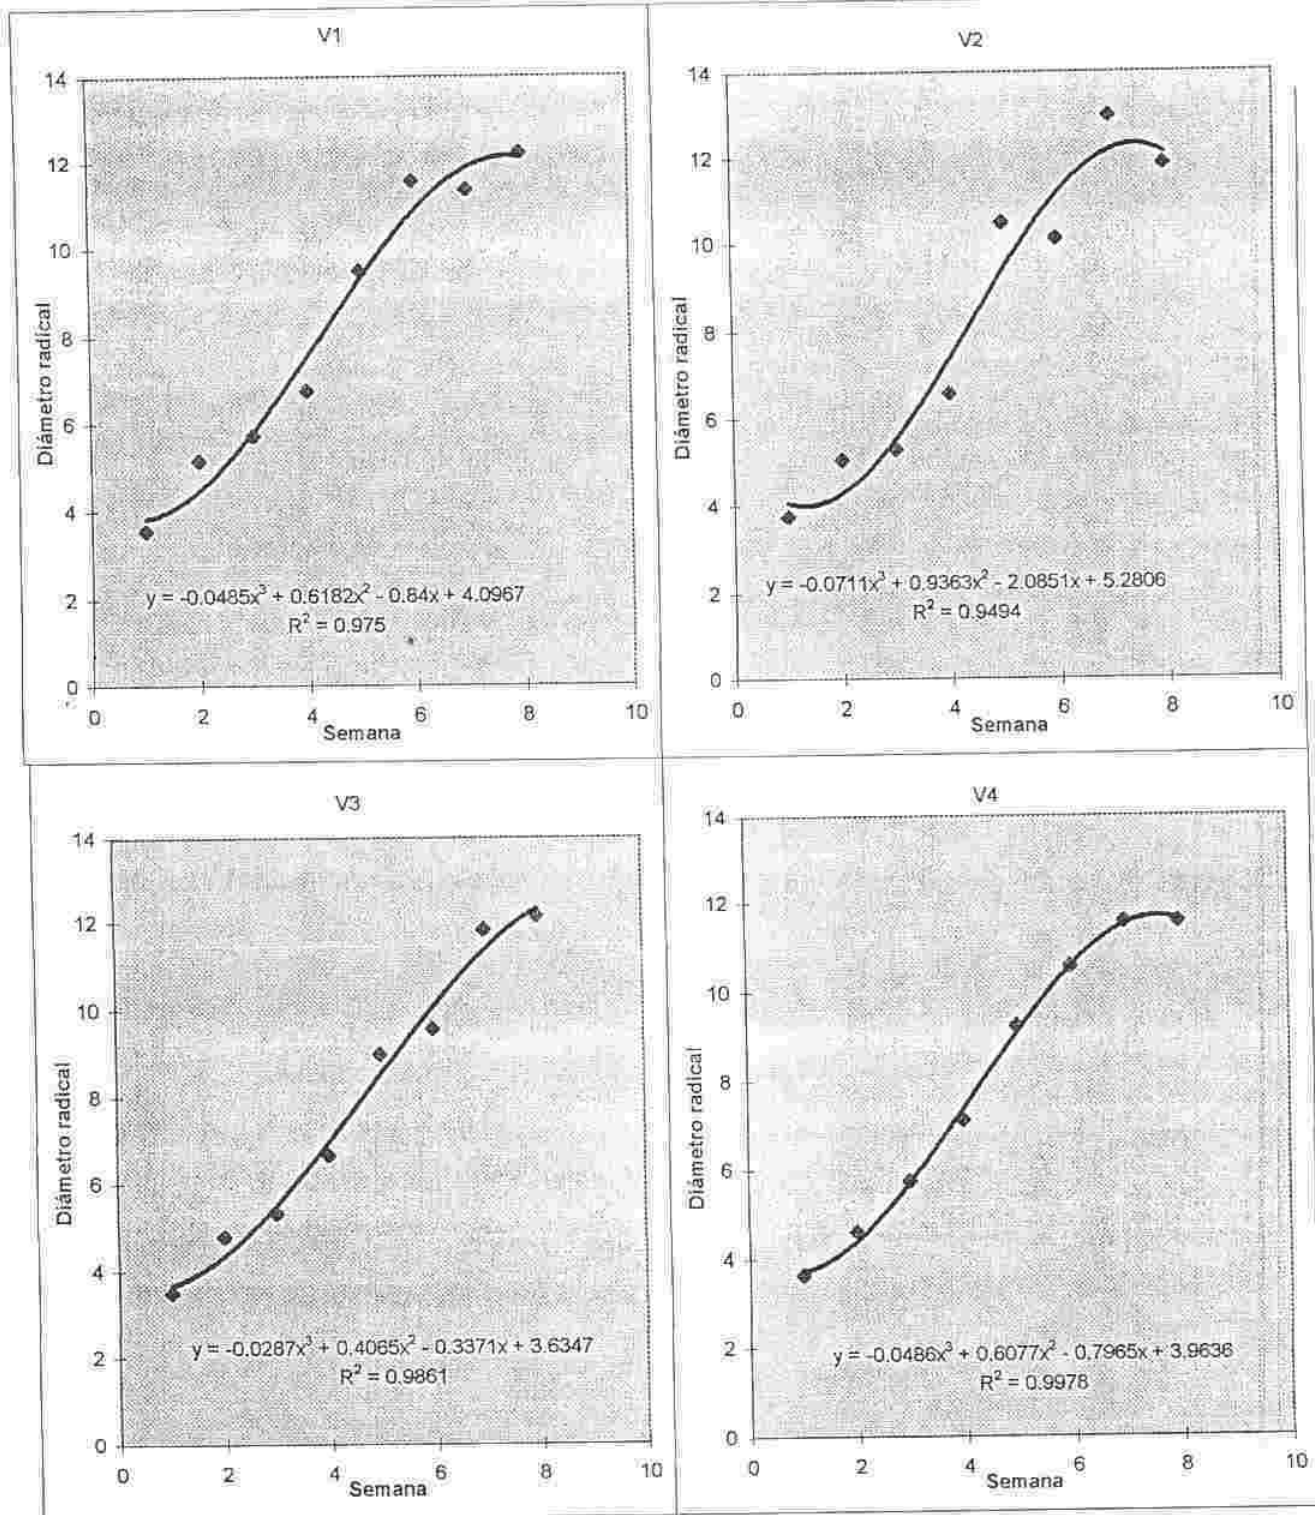 V1
14
12
10
8
6
4
2
0
Diámetro radical
y = -0.0485x³ + 0.6182x² - 0.84x + 4.0967
R² = 0.975
0 2 4 6 8 10
Semana
V2
14
12
10
8
6
4
2
0
Diámetro radical
y = -0.0711x³ + 0.9363x² - 2.0851x + 5.2806
R² = 0.9494
0 2 4 6 8 10
Semana
V3
14
12
10
8
6
4
2
0
Diámetro radical
y = -0.0287x³ + 0.4065x² - 0.3371x + 3.6347
R² = 0.9861
0 2 4 6 8 10
Semana
V4
14
12
10
8
6
4
2
0
Diámetro radical
y = -0.0486x³ + 0.6077x² - 0.7965x + 3.9636
R² = 0.9978
0 2 4 6 8 10
Semana